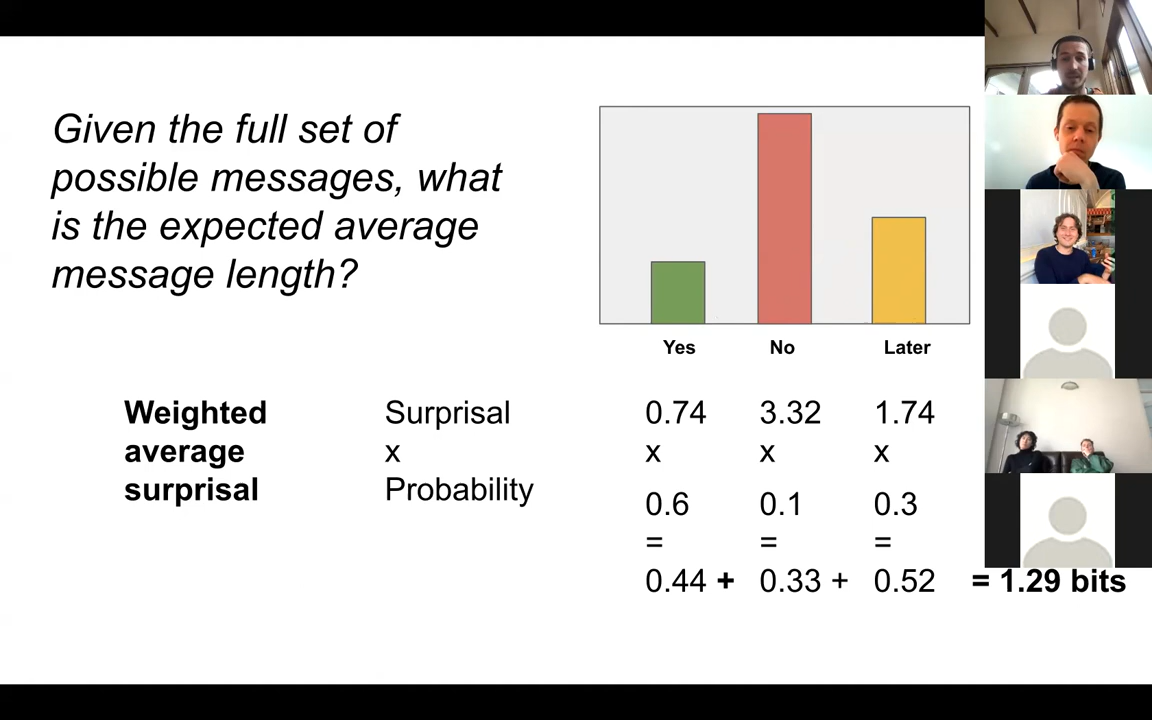 Given the full set of
possible messages, what
is the expected average
message length?
Yes No Later
Weighted Surprisal 0.74 3.32 1.74
average x x x x
surprisal Probability 0.6 0.1 0.3
= = =
0.44 + 0.33 + 0.52 = 1.29 bits